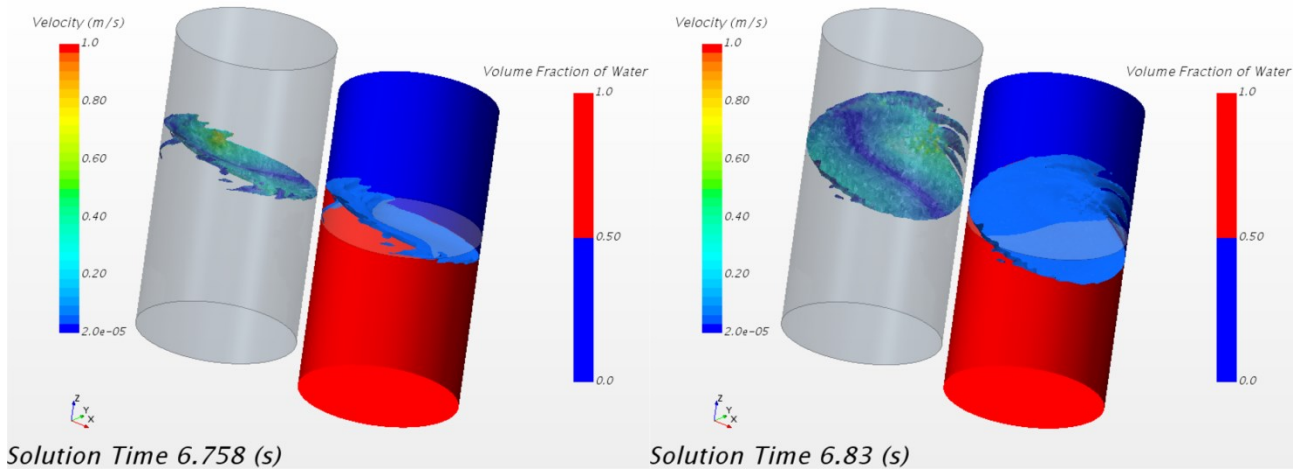 Velocity (m/s)
1.0
0.80
0.60
0.40
0.20
2.0e-05
Volume Fraction of Water
1.0
0.50
0.0
Z
Y
X
Solution Time 6.758 (s)
Velocity (m/s)
1.0
0.80
0.60
0.40
0.20
2.0e-05
Volume Fraction of Water
1.0
0.50
0.0
Z
Y
X
Solution Time 6.83 (s)